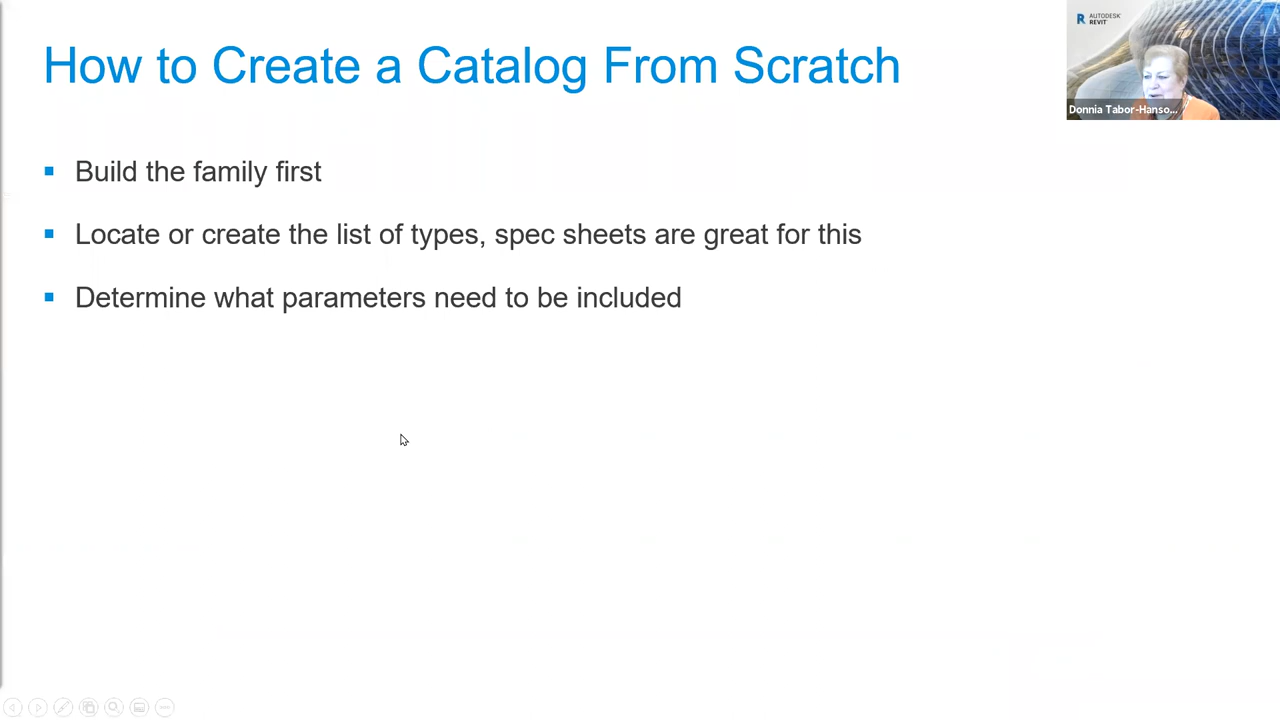 How to Create a Catalog From Scratch
AUTODESK
REVIT
Donnia Tabor-Hanso...
Build the family first
Locate or create the list of types, spec sheets are great for this
Determine what parameters need to be included